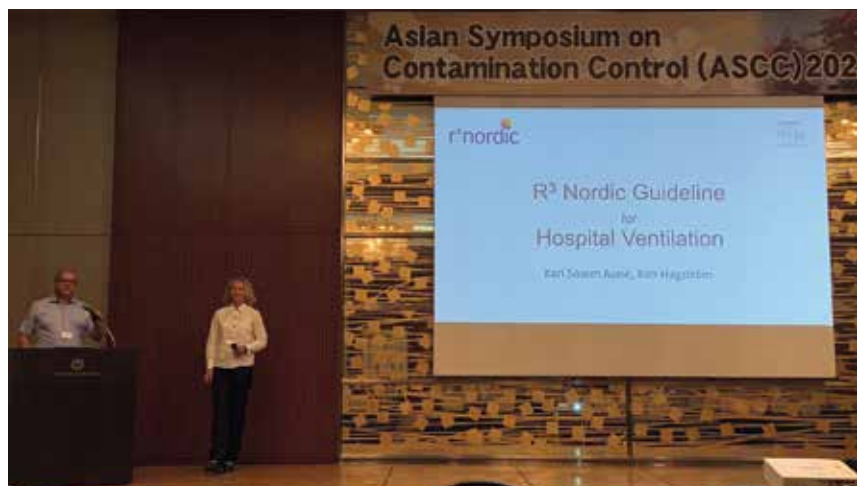 Asian Symposium on
Contamination Control (ASCC)202
r³nordic
R³ Nordic Guideline
for
Hospital Ventilation